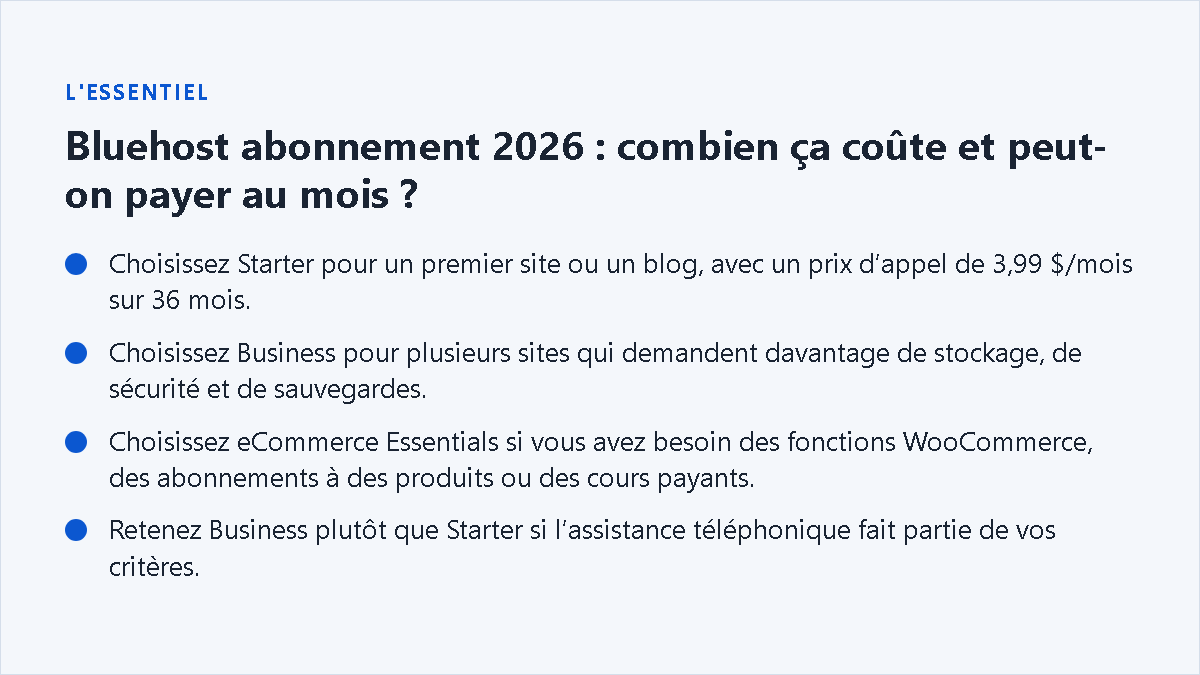 L'ESSENTIEL
Bluehost abonnement 2026 : combien ça coûte et peut-
on payer au mois ?
Choisissez Starter pour un premier site ou un blog, avec un prix d’appel de 3,99 $/mois
sur 36 mois.
Choisissez Business pour plusieurs sites qui demandent davantage de stockage, de
sécurité et de sauvegardes.
Choisissez eCommerce Essentials si vous avez besoin des fonctions WooCommerce,
des abonnements à des produits ou des cours payants.
Retenez Business plutôt que Starter si l’assistance téléphonique fait partie de vos
critères.